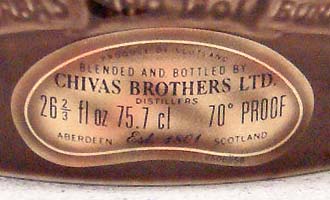 PRODUCE OF SCOTLAND
BLENDED AND BOTTLED BY
CHIVAS BROTHERS LTD.
DISTILLERS
26 2/3 fl oz 75.7 cl 70° PROOF
ABERDEEN Est. 1801 SCOTLAND